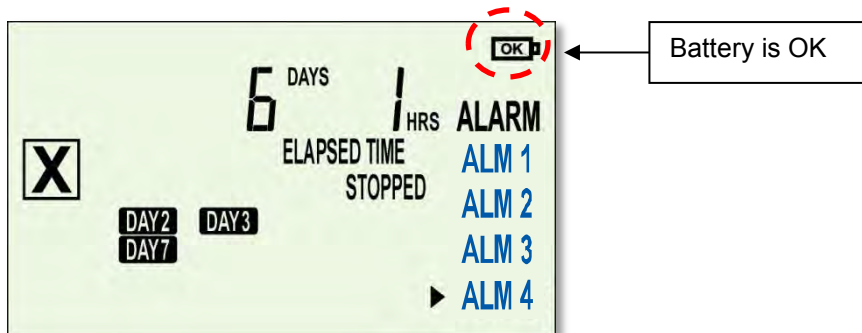 OK
Battery is OK
6 DAYS 1 HRS
ALARM
ELAPSED TIME
STOPPED
X
ALM 1
ALM 2
DAY2 DAY3
DAY7
ALM 3
ALM 4